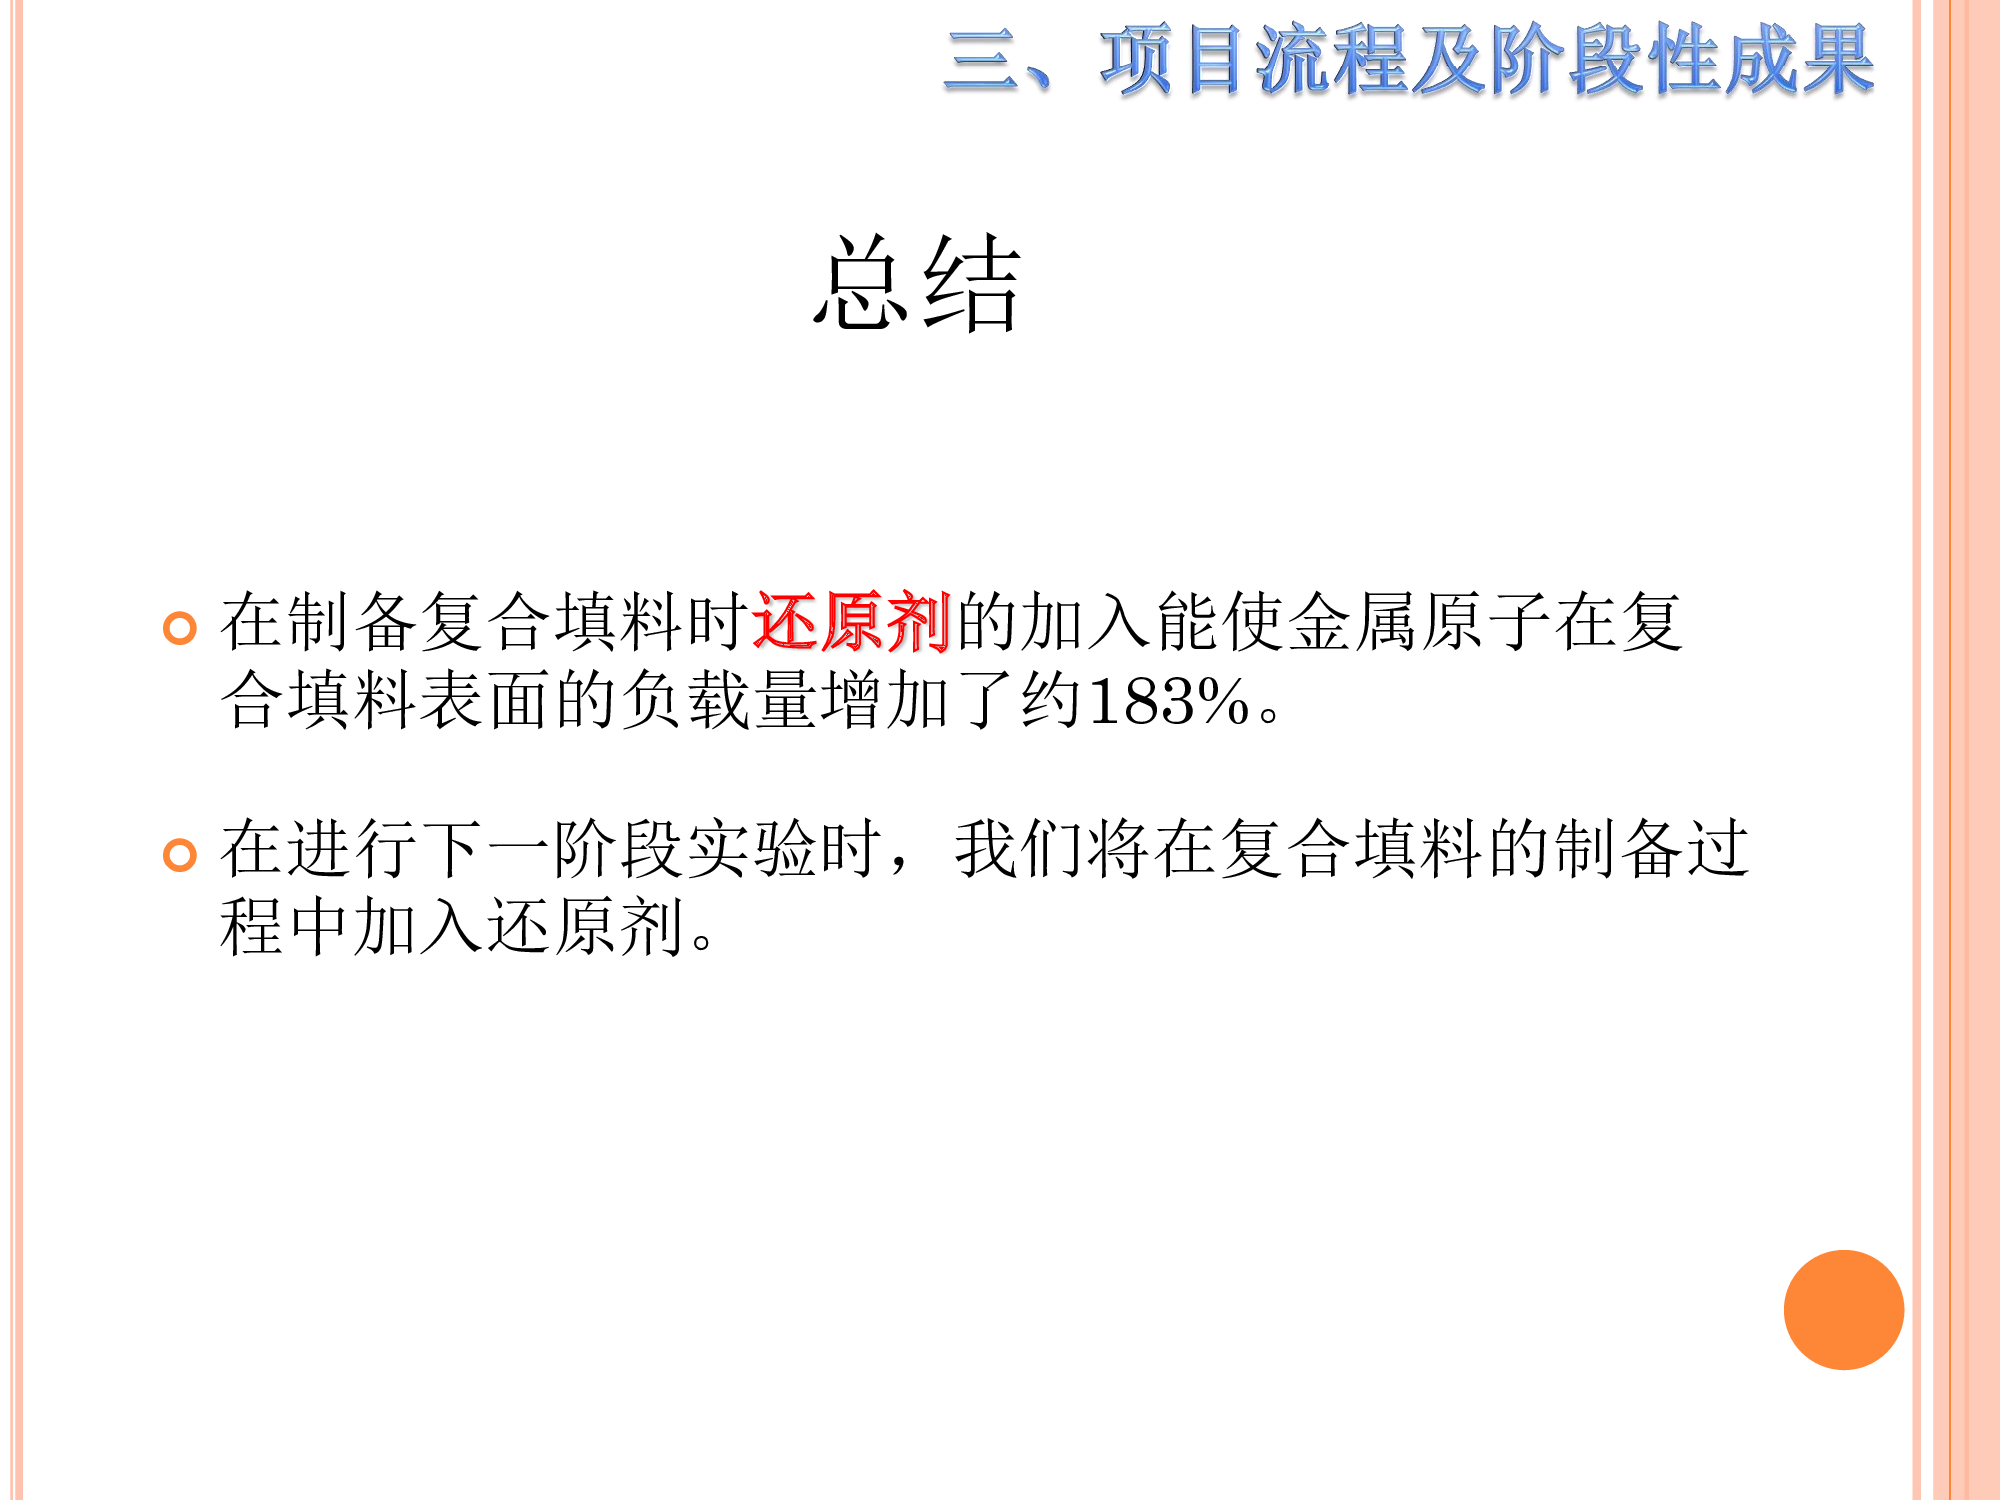 三、项目流程及阶段性成果
总结
在制备复合填料时还原剂的加入能使金属原子在复
合填料表面的负载量增加了约183%。
在进行下一阶段实验时，我们将在复合填料的制备过
程中加入还原剂。